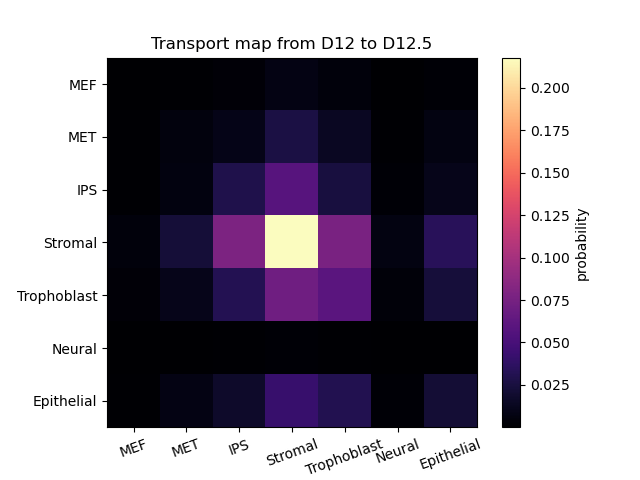 Transport map from D12 to D12.5
MEF
MET
IPS
Stromal
Trophoblast
Neural
Epithelial
MEF
MET
IPS
Stromal
Trophoblast
Neural
Epithelial
0.200
0.175
0.150
0.125
0.100
0.075
0.050
0.025
probability